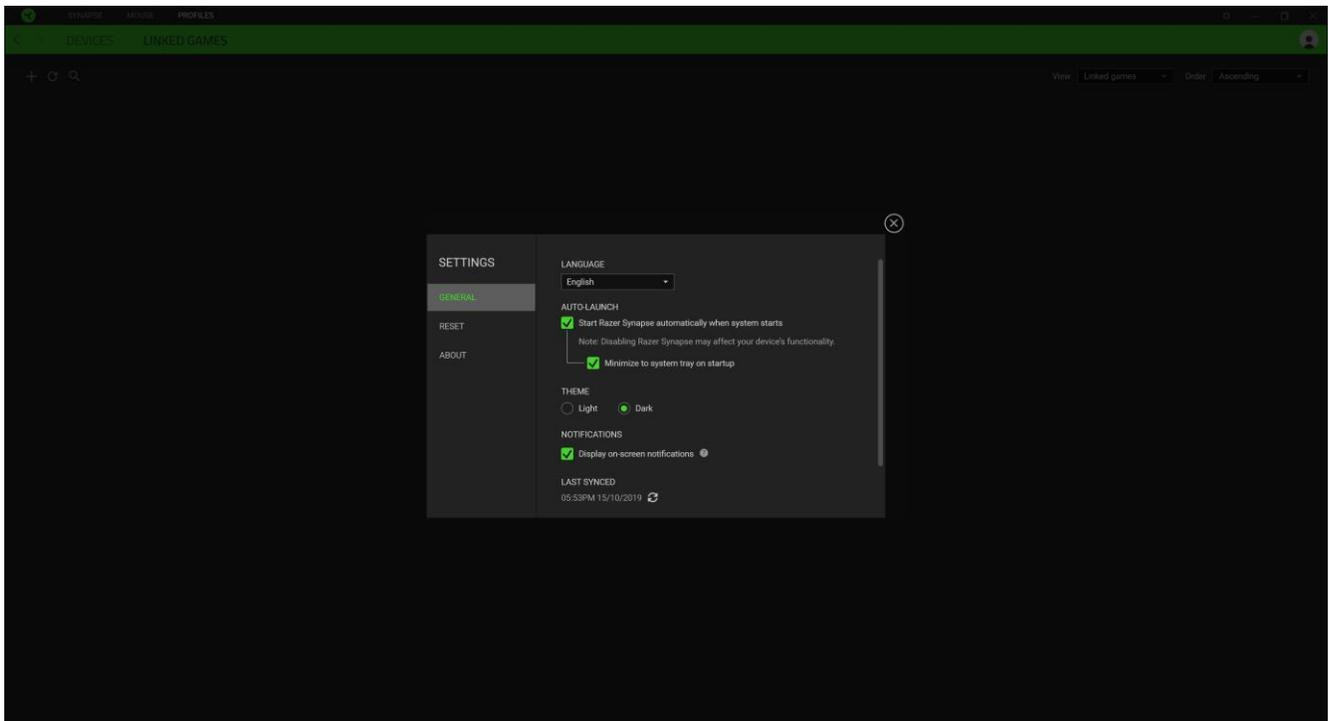 SYNAPSE MOUSE PROFILES
DEVICES LINKED GAMES
View Linked games Order Ascending
SETTINGS
GENERAL
RESET
ABOUT
LANGUAGE
English
AUTO-LAUNCH
Start Razer Synapse automatically when system starts
Note: Disabling Razer Synapse may affect your device's functionality.
Minimize to system tray on startup
THEME
Light Dark
NOTIFICATIONS
Display on-screen notifications ?
LAST SYNCED
05:53PM 15/10/2019